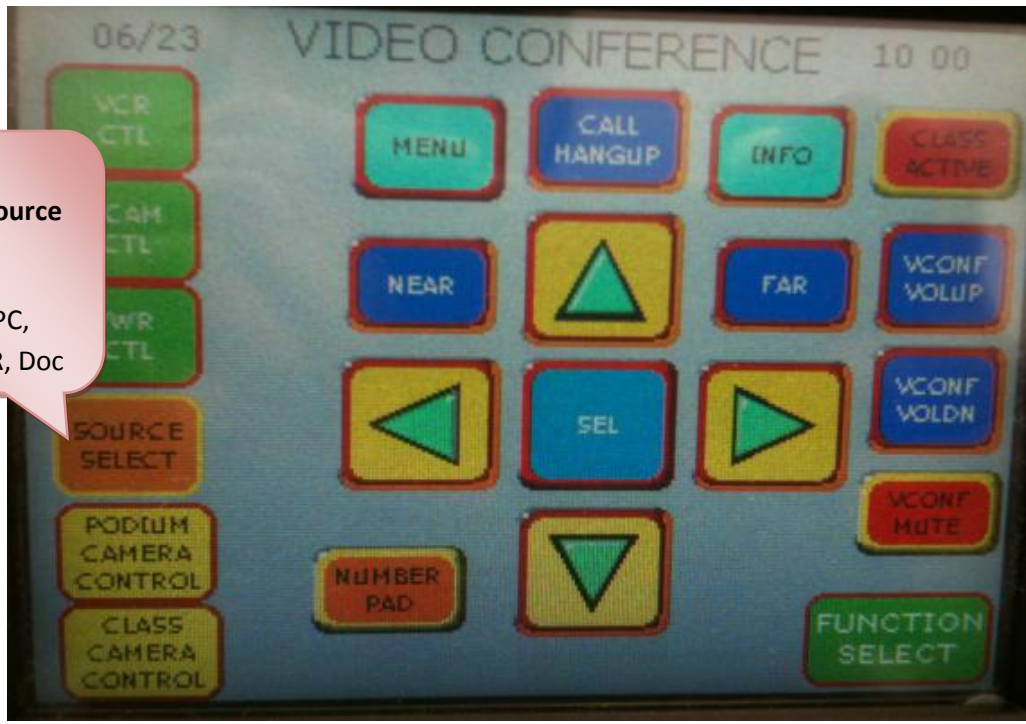 06/23 VIDEO CONFERENCE 10 00
VCR
CTL
MENU
CALL
HANGUP
INFO
CLASS
ACTIVE
ource
CAM
CTL
NEAR
FAR
VCONF
VOLUP
PC,
R, Doc
WR
CTL
SEL
VCONF
VOLDN
SOURCE
SELECT
VCONF
MUTE
PODIUM
CAMERA
CONTROL
NUMBER
PAD
CLASS
CAMERA
CONTROL
FUNCTION
SELECT